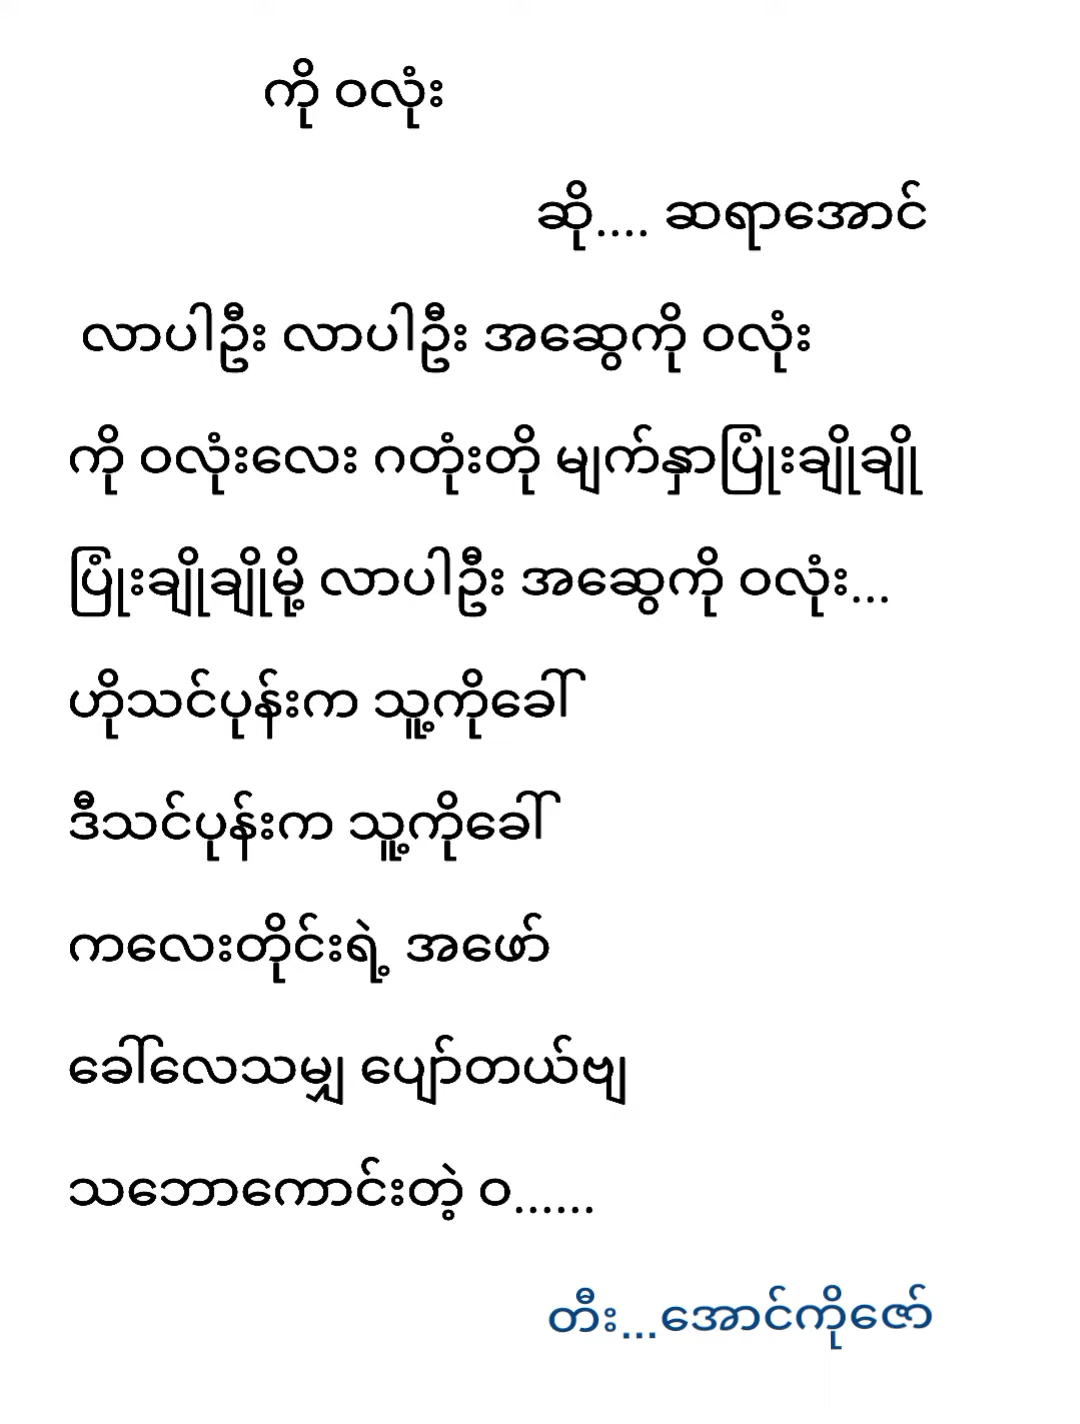 ကို ဝလုံး
ဆို.... ဆရာအောင်
လာပါဦး လာပါဦး အဆွေကို ဝလုံး
ကို ဝလုံးလေး ဂတုံးတို မျက်နှာပြုံးချိုချို
ပြုံးချိုချိုမို့ လာပါဦး အဆွေကို ဝလုံး...
ဟိုသင်ပုန်းက သူ့ကိုခေါ်
ဒီသင်ပုန်းက သူ့ကိုခေါ်
ကလေးတိုင်းရဲ့ အဖော်
ခေါ်လေသမျှ ပျော်တယ်ဗျ
သဘောကောင်းတဲ့ ဝ......
တီး...အောင်ကိုဇော်